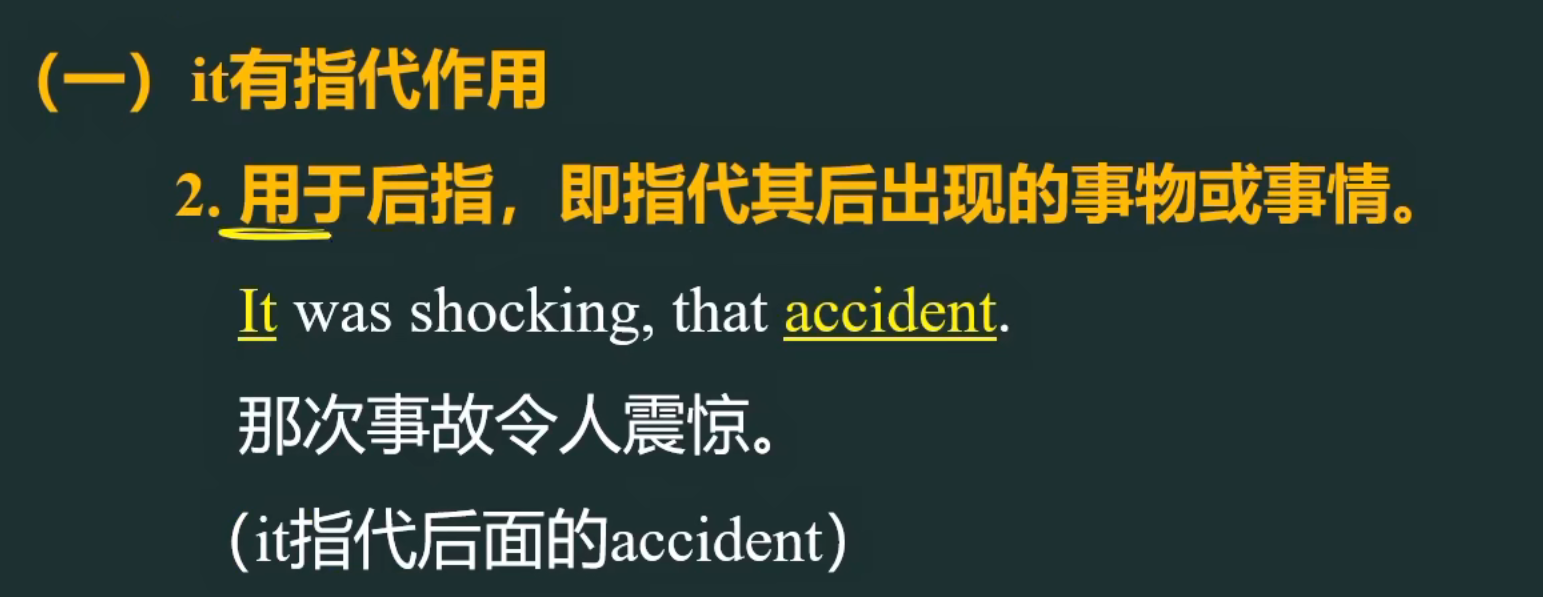 （一）it有指代作用
2. 用于后指，即指代其后出现的事物或事情。
It was shocking, that accident.
那次事故令人震惊。
（it指代后面的accident）